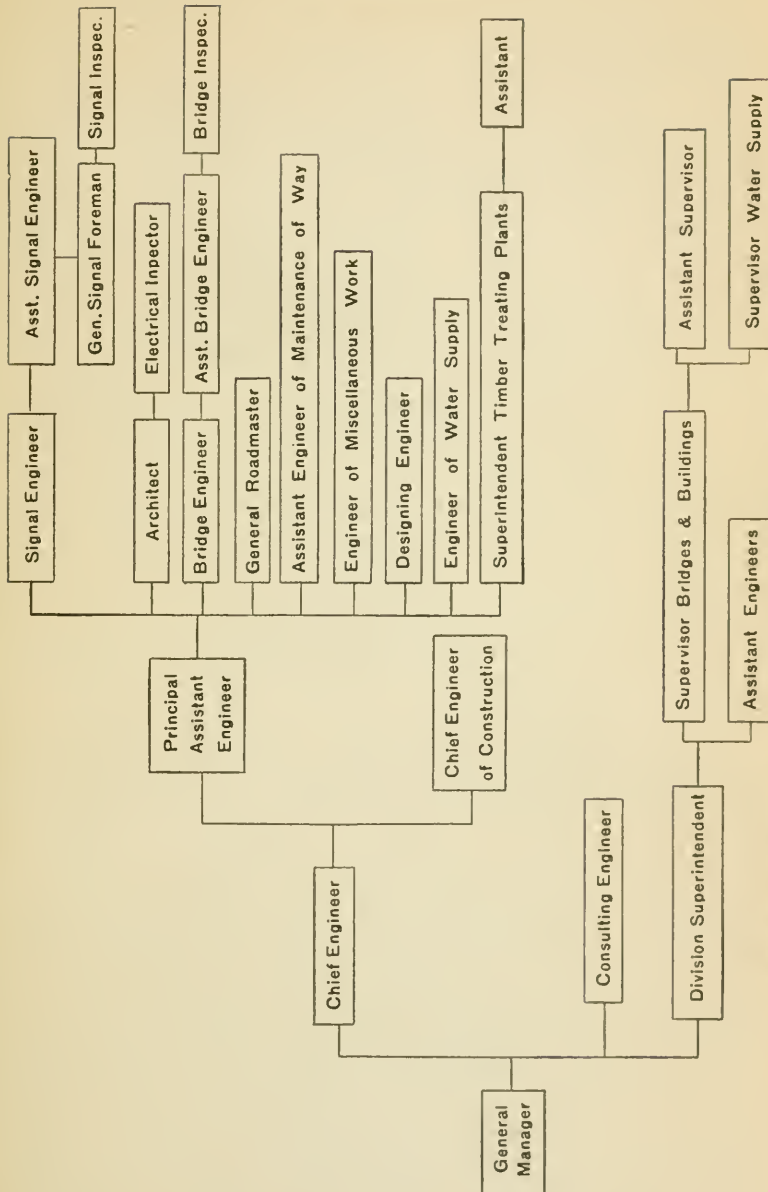 General
Manager
Chief Engineer
Consulting Engineer
Division Superintendent
Principal
Assistant
Engineer
Chief Engineer
of Construction
Signal Engineer
Asst. Signal Engineer
Gen. Signal Foreman
Signal Inspec.
Architect
Electrical Inpector
Bridge Engineer
Asst. Bridge Engineer
Bridge Inspec.
General Roadmaster
Assistant Engineer of Maintenance of Way
Engineer of Miscellaneous Work
Designing Engineer
Engineer of Water Supply
Superintendent Timber Treating Plants
Assistant
Supervisor Bridges & Buildings
Assistant Engineers
Assistant Supervisor
Supervisor Water Supply